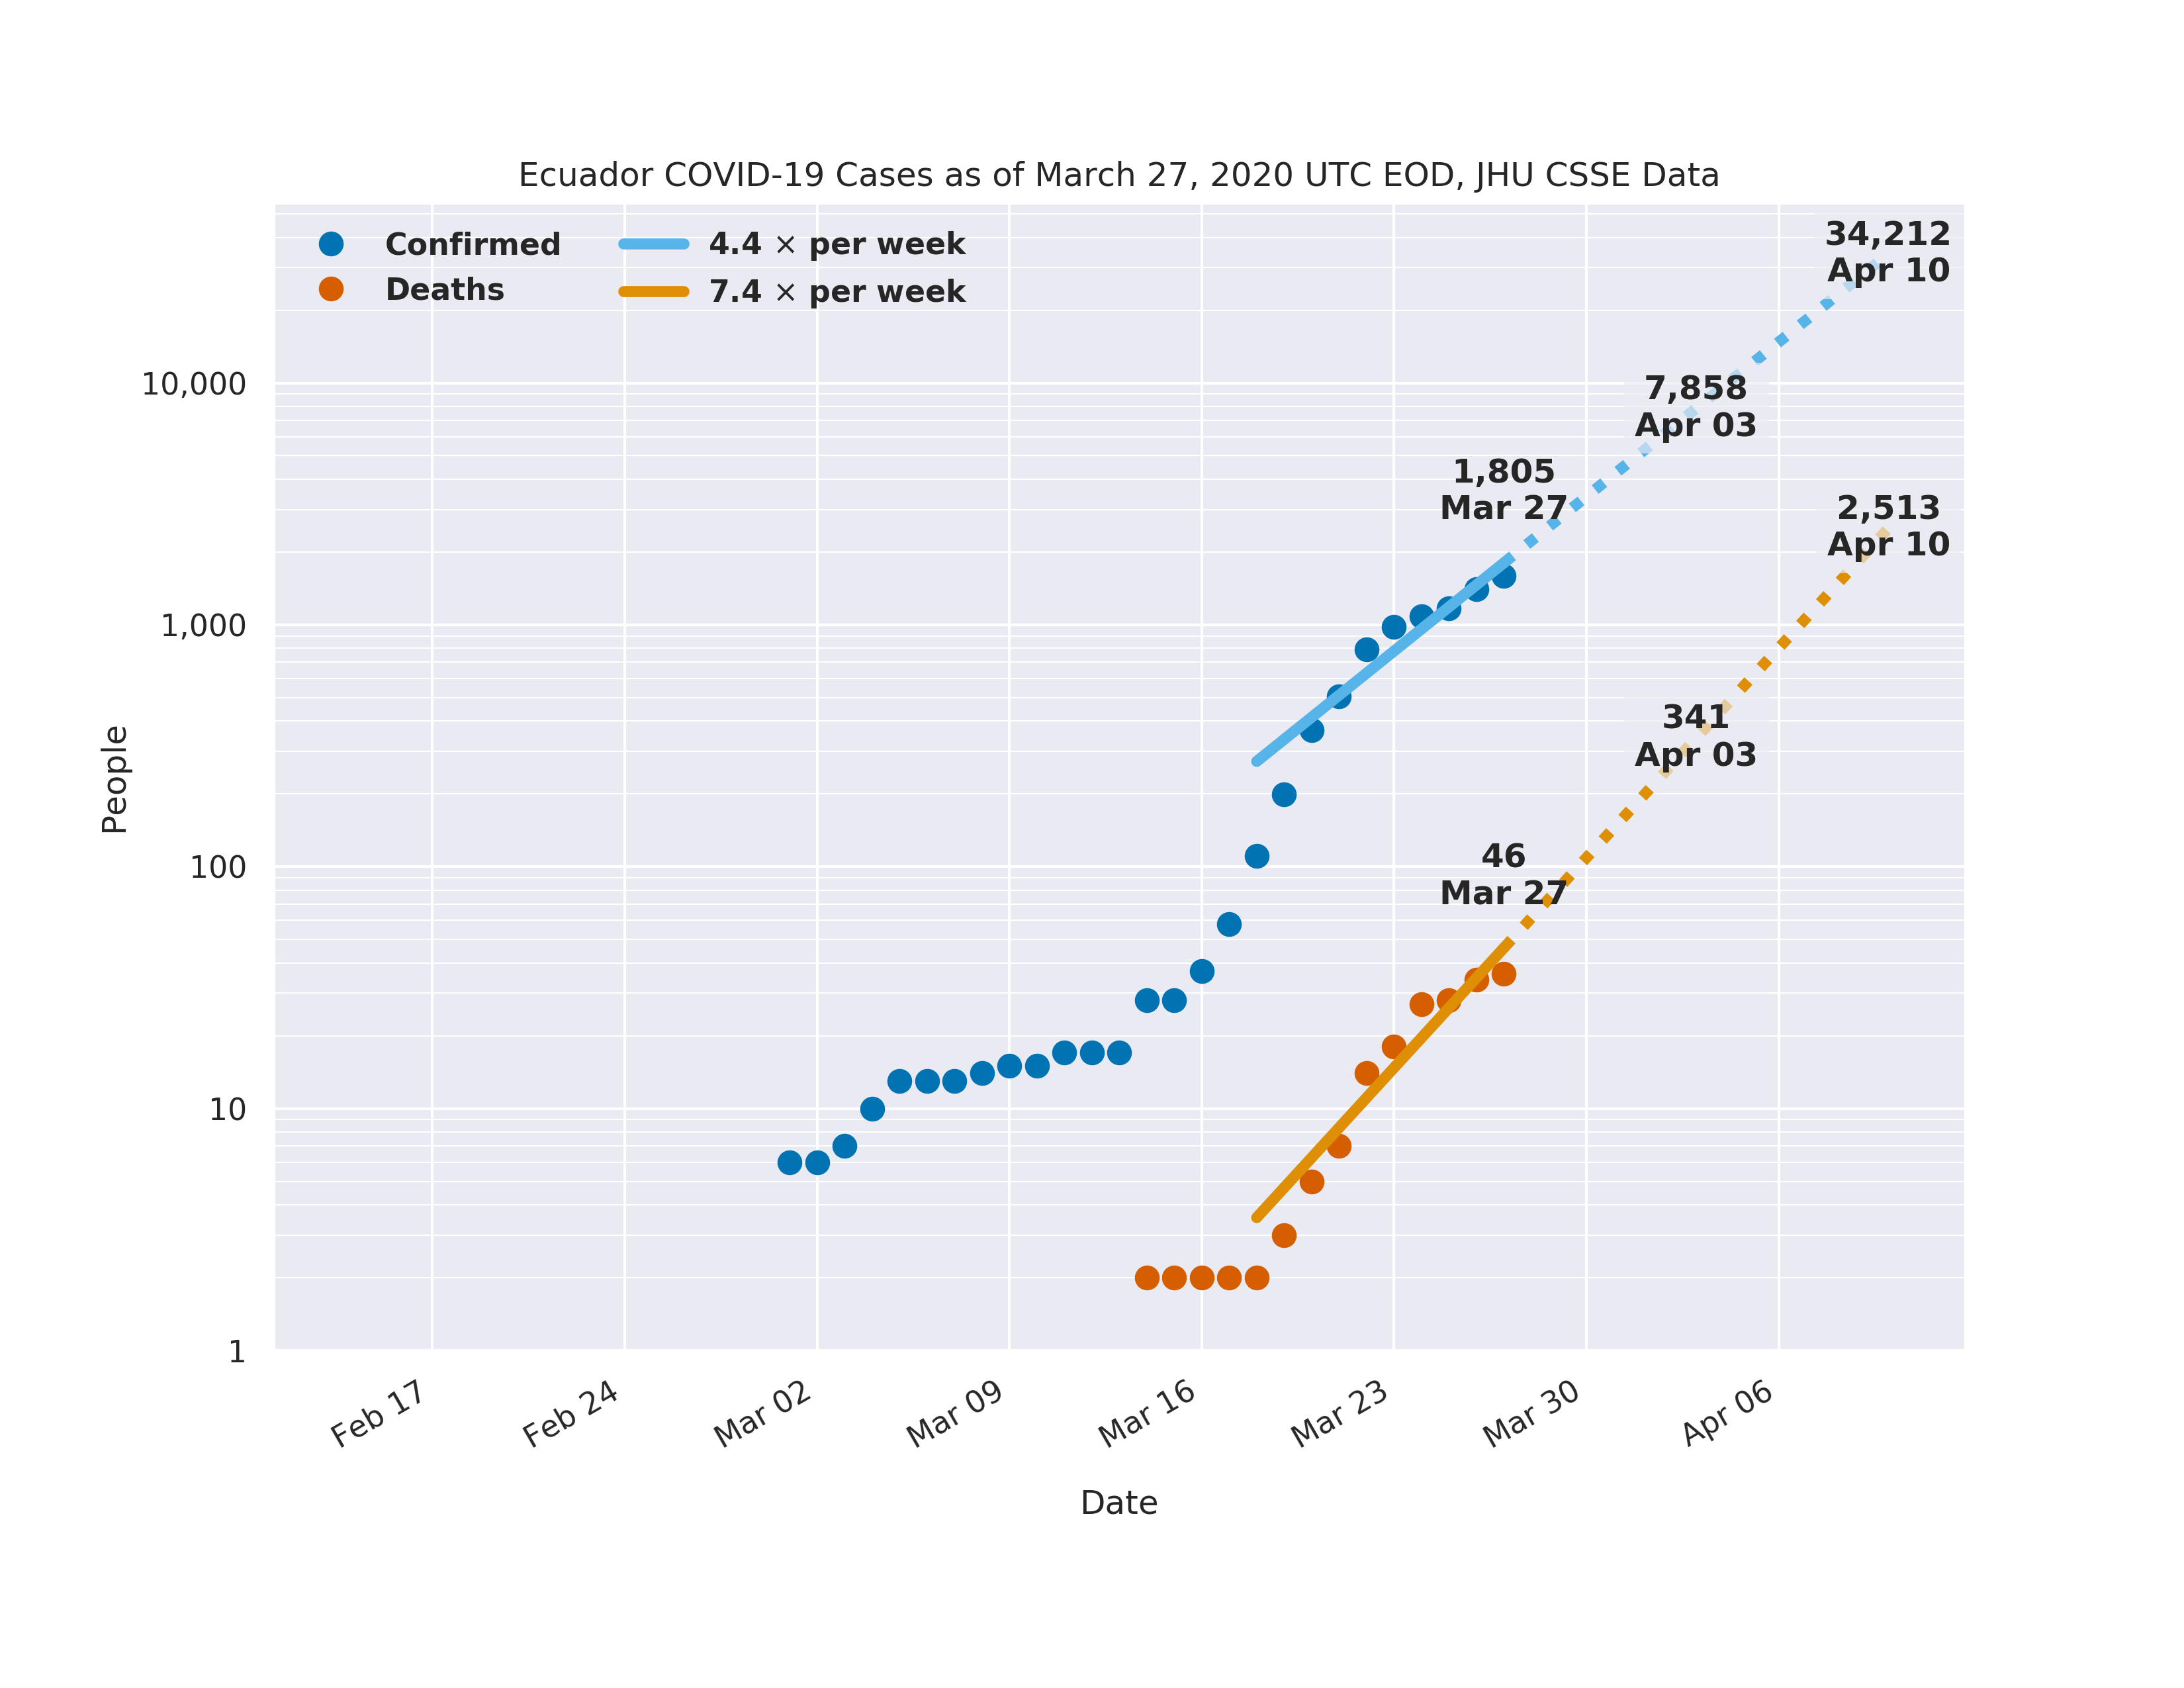 Ecuador COVID-19 Cases as of March 27, 2020 UTC EOD, JHU CSSE Data
Confirmed
Deaths
4.4 × per week
7.4 × per week
34,212
Apr 10
7,858
Apr 03
1,805
Mar 27
2,513
Apr 10
341
Apr 03
46
Mar 27
10,000
1,000
100
10
1
People
Feb 17
Feb 24
Mar 02
Mar 09
Mar 16
Mar 23
Mar 30
Apr 06
Date